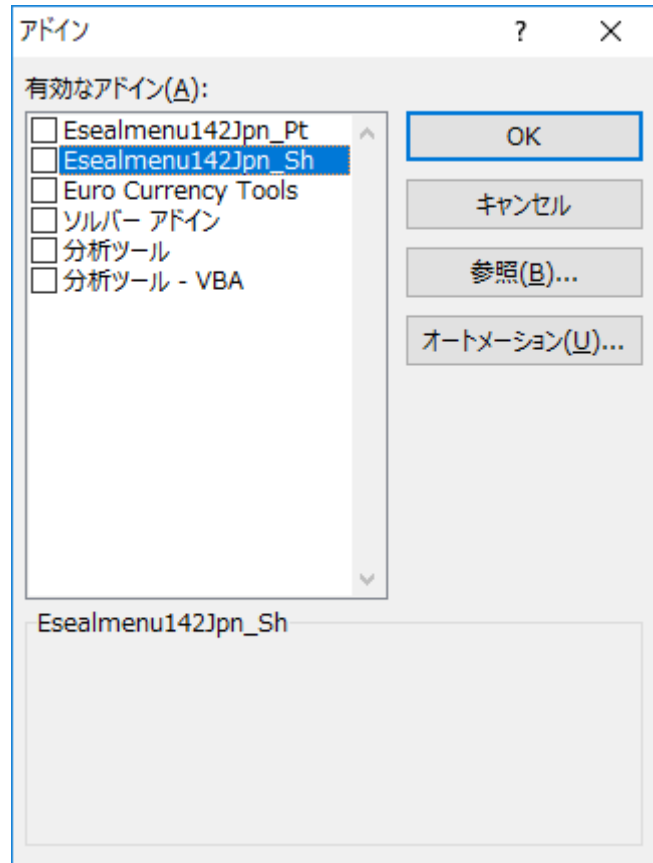 アドイン
有効なアドイン(A):
Esealmenu142Jpn_Pt
Esealmenu142Jpn_Sh
Euro Currency Tools
ソルバー アドイン
分析ツール
分析ツール - VBA
OK
キャンセル
参照(B)...
オートメーション(U)...
Esealmenu142Jpn_Sh